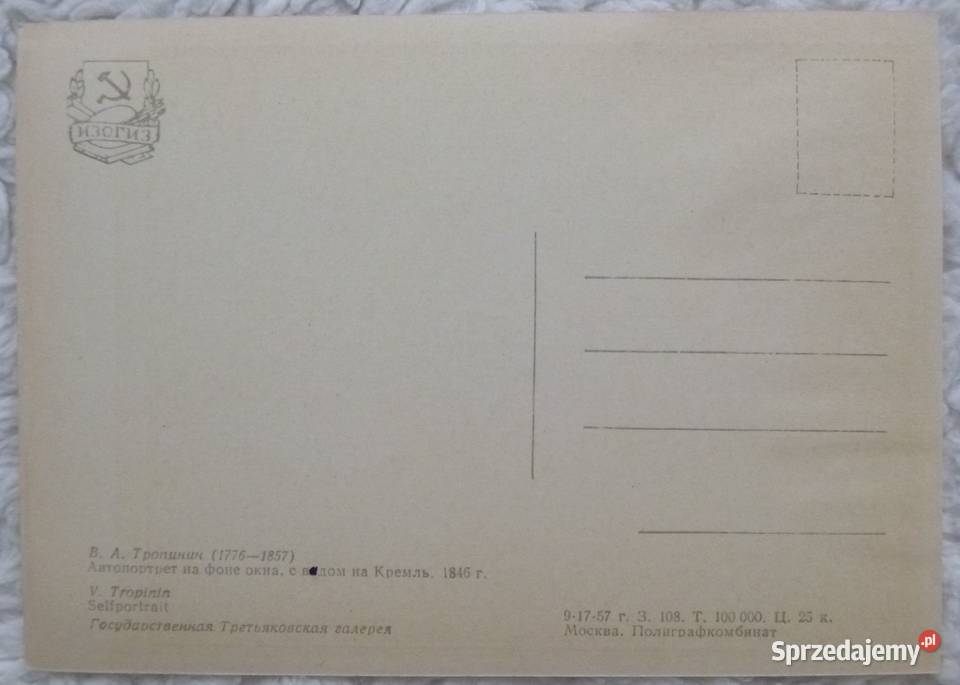 ИЗОГИЗ
В. А. Тропинин (1776—1857)
Автопортрет на фоне окна, с видом на Кремль. 1846 г.
V. Tropinin
Selfportrait
Государственная Третьяковская галерея
9-17-57 г. З. 108. Т. 100 000. Ц. 25 к.
Москва. Полиграфкомбинат
Sprzedajemy.pl